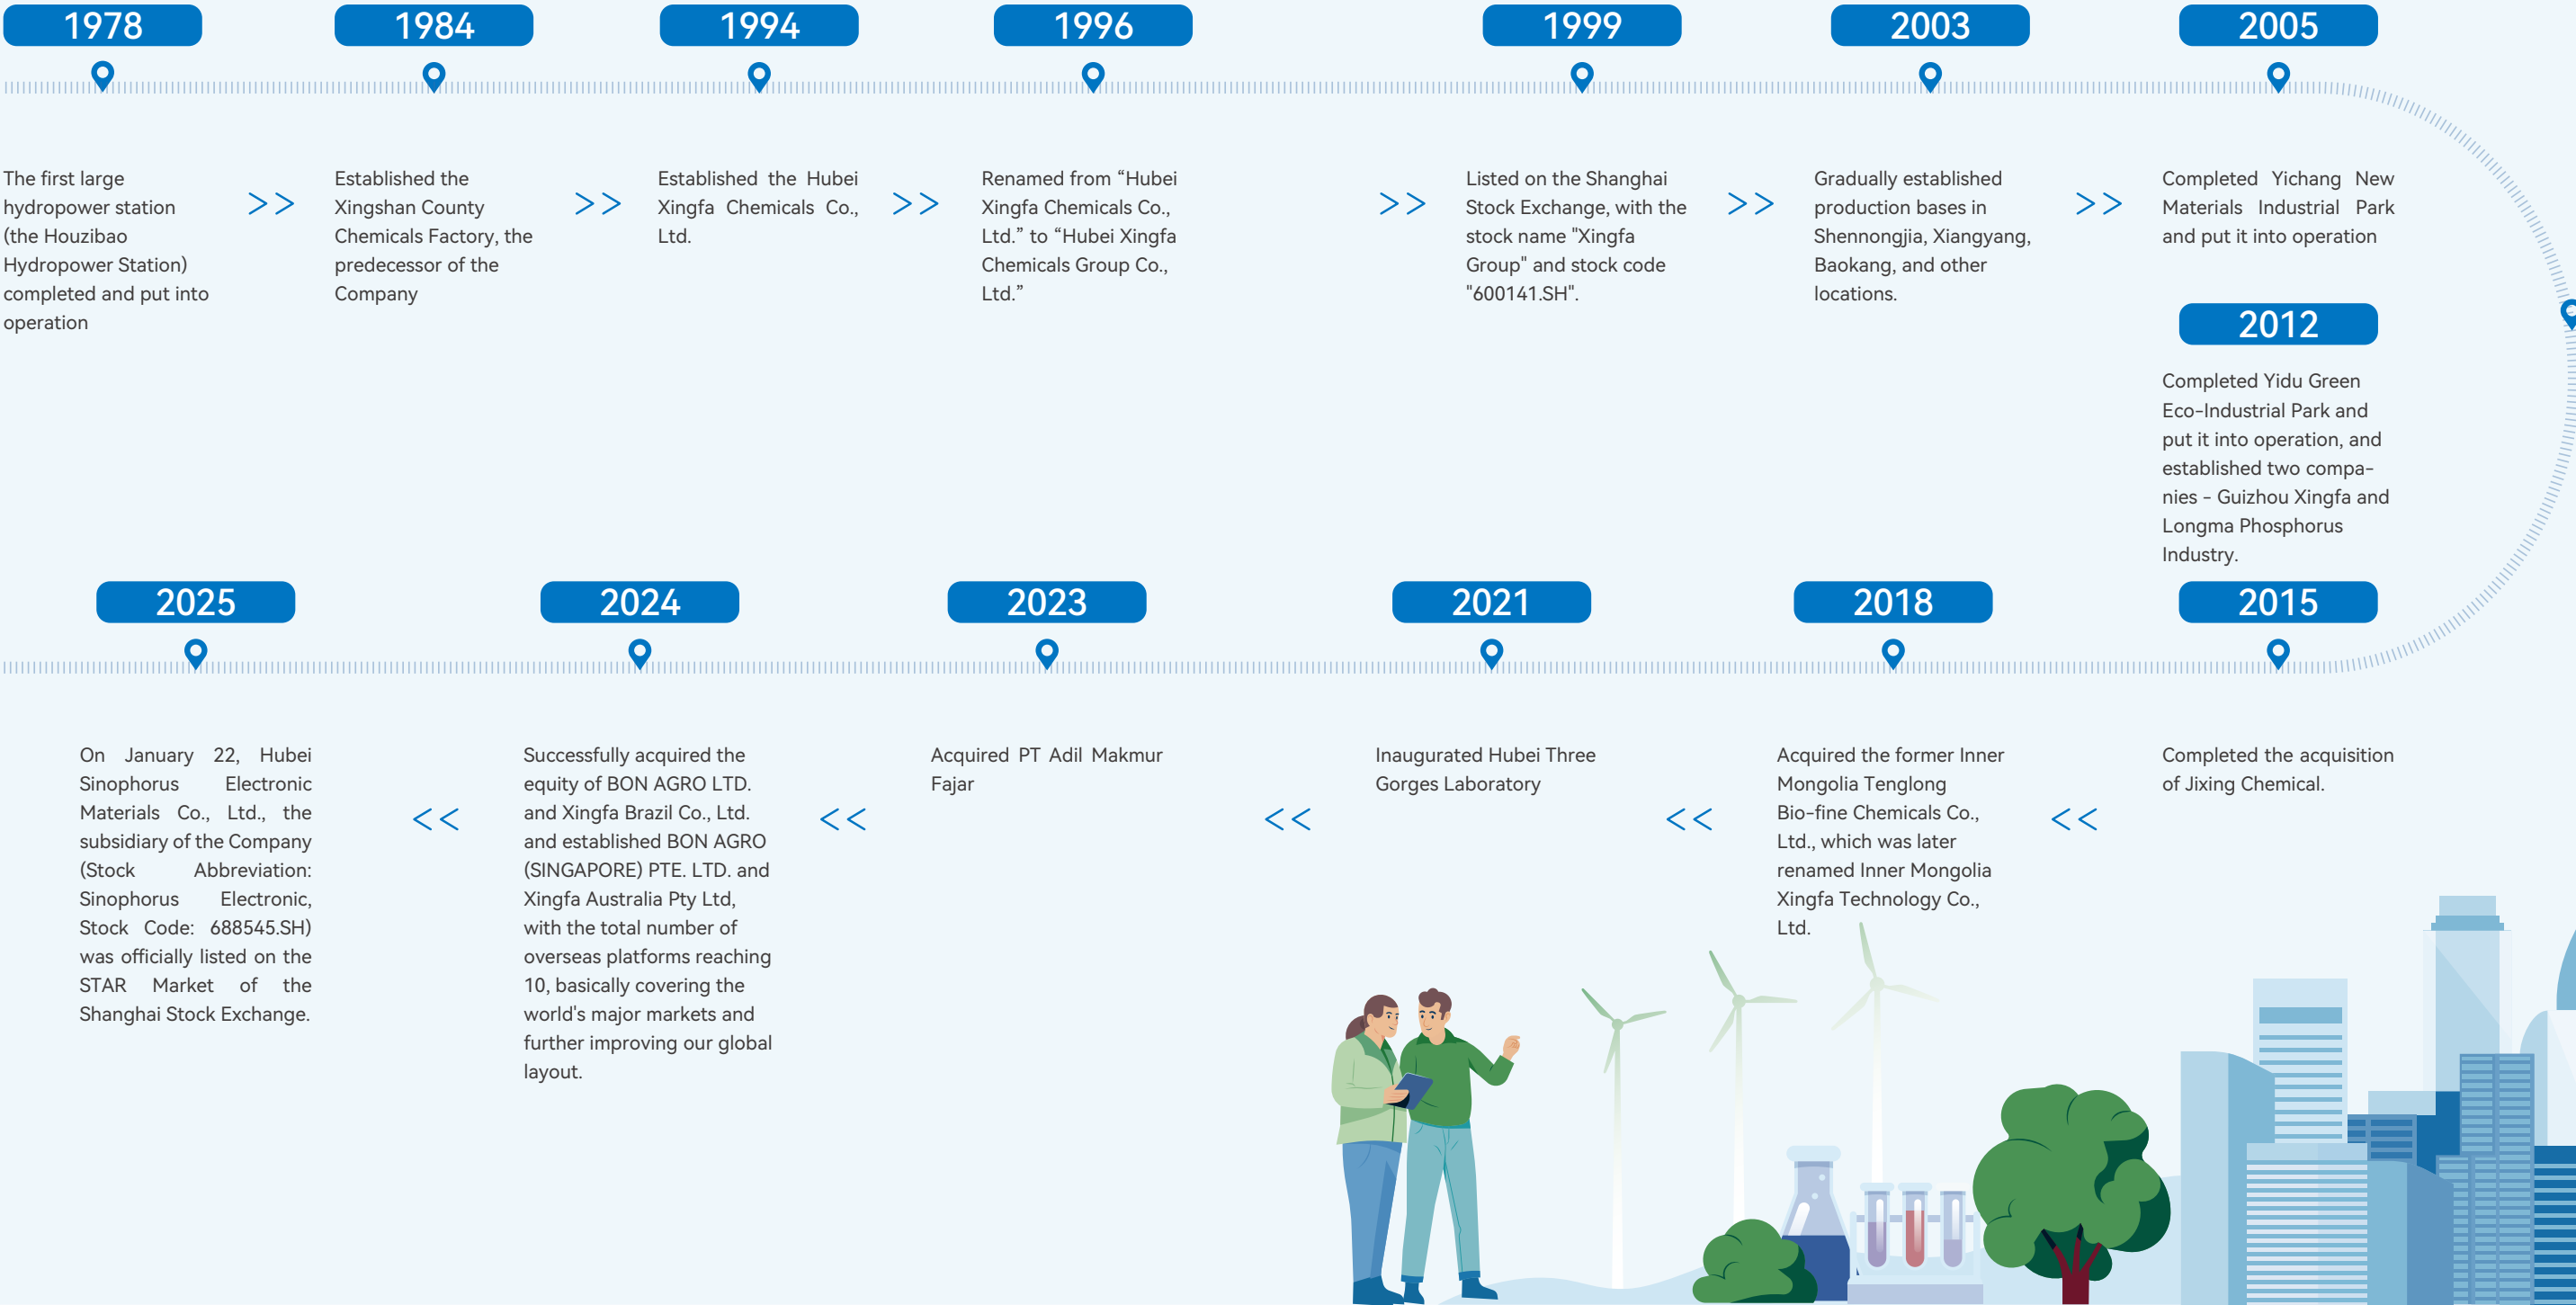 1978
The first large
hydropower station
(the Houzibao
Hydropower Station)
completed and put into
operation
>>
1984
Established the
Xingshan County
Chemicals Factory, the
predecessor of the
Company
>>
1994
Established the Hubei
Xingfa Chemicals Co.,
Ltd.
>>
1996
Renamed from “Hubei
Xingfa Chemicals Co.,
Ltd.” to “Hubei Xingfa
Chemicals Group Co.,
Ltd.”
>>
1999
Listed on the Shanghai
Stock Exchange, with the
stock name "Xingfa
Group" and stock code
"600141.SH".
>>
2003
Gradually established
production bases in
Shennongjia, Xiangyang,
Baokang, and other
locations.
>>
2005
Completed Yichang New
Materials Industrial Park
and put it into operation
2012
Completed Yidu Green
Eco-Industrial Park and
put it into operation, and
established two compa-
nies - Guizhou Xingfa and
Longma Phosphorus
Industry.
2015
Completed the acquisition
of Jixing Chemical.
<<
2018
Acquired the former Inner
Mongolia Tenglong
Bio-fine Chemicals Co.,
Ltd., which was later
renamed Inner Mongolia
Xingfa Technology Co.,
Ltd.
<<
2021
Inaugurated Hubei Three
Gorges Laboratory
<<
2023
Acquired PT Adil Makmur
Fajar
<<
2024
Successfully acquired the
equity of BON AGRO LTD.
and Xingfa Brazil Co., Ltd.
and established BON AGRO
(SINGAPORE) PTE. LTD. and
Xingfa Australia Pty Ltd,
with the total number of
overseas platforms reaching
10, basically covering the
world's major markets and
further improving our global
layout.
<<
2025
On January 22, Hubei
Sinophorus Electronic
Materials Co., Ltd., the
subsidiary of the Company
(Stock Abbreviation:
Sinophorus Electronic,
Stock Code: 688545.SH)
was officially listed on the
STAR Market of the
Shanghai Stock Exchange.